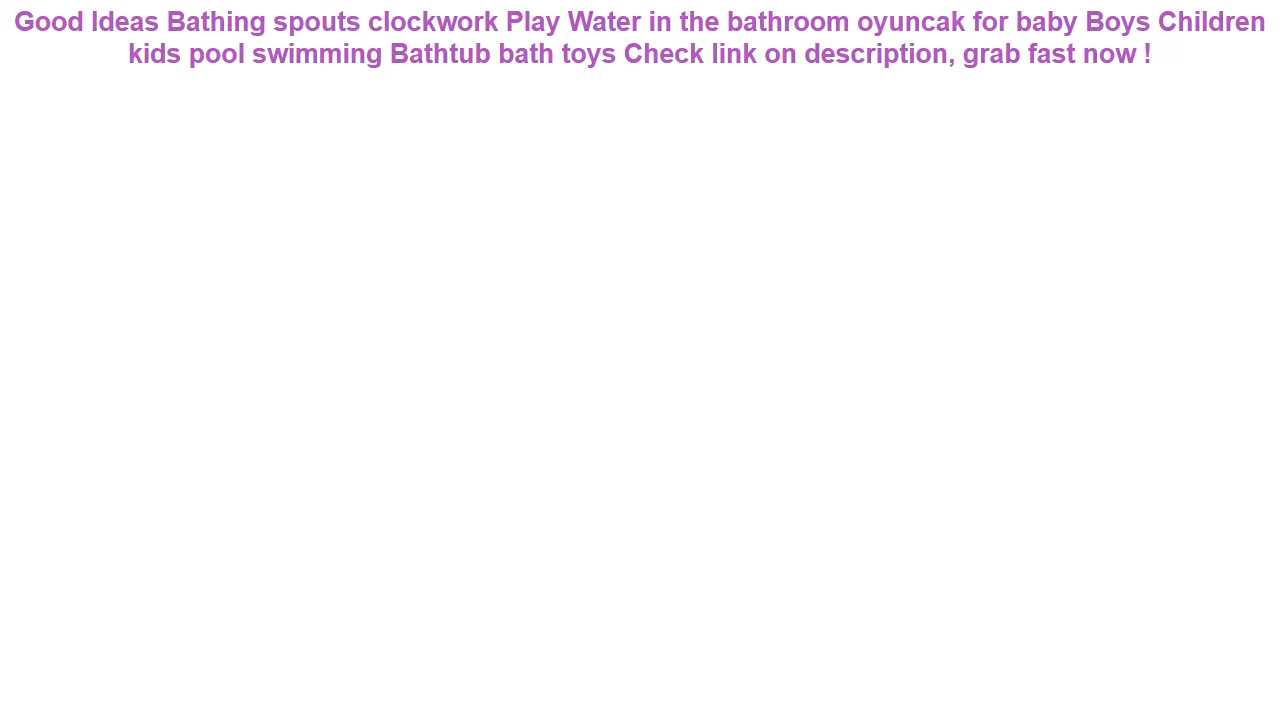 Good Ideas Bathing spouts clockwork Play Water in the bathroom oyuncak for baby Boys Children
kids pool swimming Bathtub bath toys Check link on description, grab fast now !